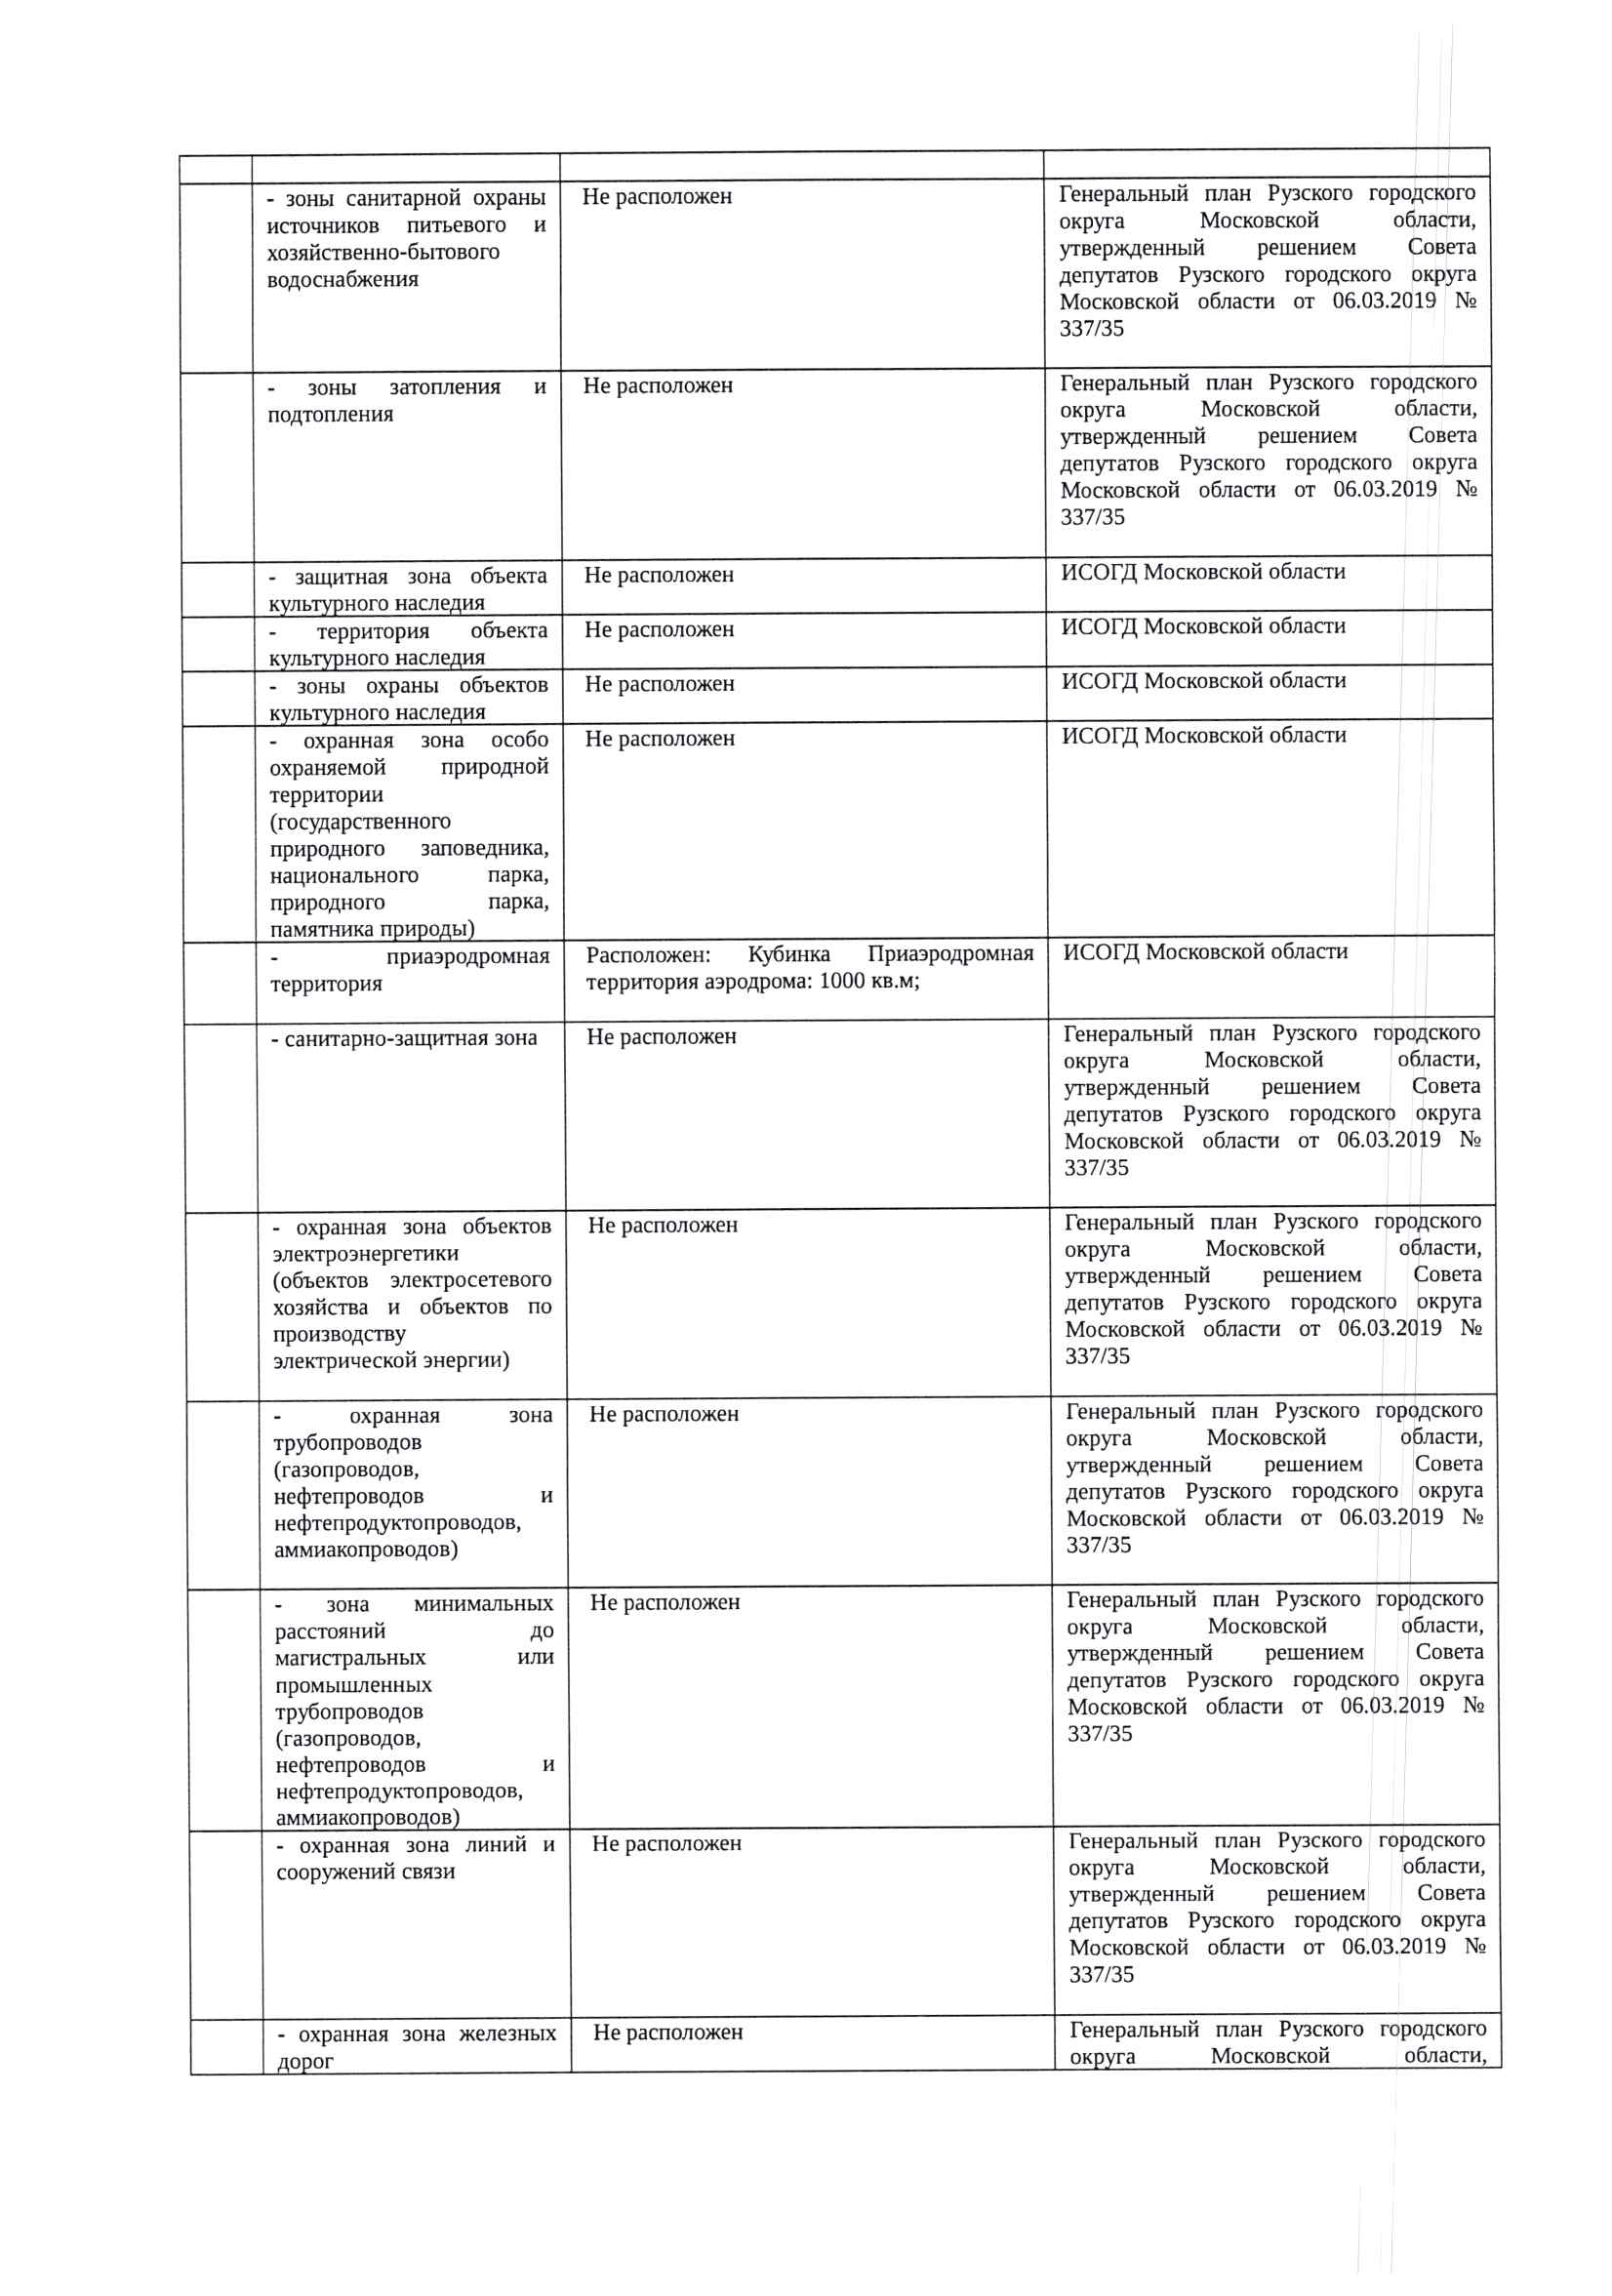 - зоны санитарной охраны
источников питьевого и
хозяйственно-бытового
водоснабжения
Не расположен
Генеральный план Рузского городского
округа Московской области,
утвержденный решением Совета
депутатов Рузского городского округа
Московской области от 06.03.2019 №
337/35
- зоны затопления и
подтопления
Не расположен
Генеральный план Рузского городского
округа Московской области,
утвержденный решением Совета
депутатов Рузского городского округа
Московской области от 06.03.2019 №
337/35
- защитная зона объекта
культурного наследия
Не расположен
ИСОГД Московской области
- территория объекта
культурного наследия
Не расположен
ИСОГД Московской области
- зоны охраны объектов
культурного наследия
Не расположен
ИСОГД Московской области
- охранная зона особо
охраняемой природной
территории
(государственного
природного заповедника,
национального парка,
природного парка,
памятника природы)
Не расположен
ИСОГД Московской области
- приаэродромная
территория
Расположен: Кубинка Приаэродромная
территория аэродрома: 1000 кв.м;
ИСОГД Московской области
- санитарно-защитная зона
Не расположен
Генеральный план Рузского городского
округа Московской области,
утвержденный решением Совета
депутатов Рузского городского округа
Московской области от 06.03.2019 №
337/35
- охранная зона объектов
электроэнергетики
(объектов электросетевого
хозяйства и объектов по
производству
электрической энергии)
Не расположен
Генеральный план Рузского городского
округа Московской области,
утвержденный решением Совета
депутатов Рузского городского округа
Московской области от 06.03.2019 №
337/35
- охранная зона
трубопроводов
(газопроводов,
нефтепроводов и
нефтепродуктопроводов,
аммиакопроводов)
Не расположен
Генеральный план Рузского городского
округа Московской области,
утвержденный решением Совета
депутатов Рузского городского округа
Московской области от 06.03.2019 №
337/35
- зона минимальных
расстояний до
магистральных или
промышленных
трубопроводов
(газопроводов,
нефтепроводов и
нефтепродуктопроводов,
аммиакопроводов)
Не расположен
Генеральный план Рузского городского
округа Московской области,
утвержденный решением Совета
депутатов Рузского городского округа
Московской области от 06.03.2019 №
337/35
- охранная зона линий и
сооружений связи
Не расположен
Генеральный план Рузского городского
округа Московской области,
утвержденный решением Совета
депутатов Рузского городского округа
Московской области от 06.03.2019 №
337/35
- охранная зона железных
дорог
Не расположен
Генеральный план Рузского городского
округа Московской области,